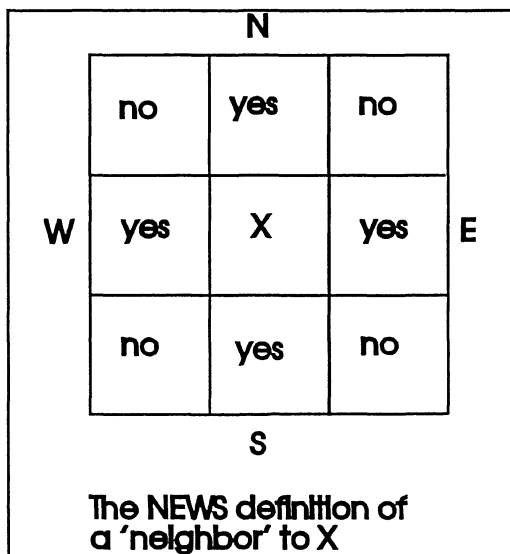 N
no yes no
W yes X yes E
no yes no
S
The NEWS definition of
a 'neighbor' to X